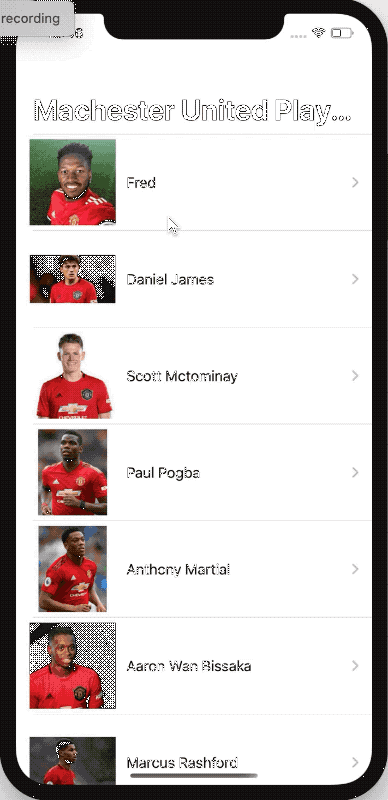 recording
Machester United Play...
Fred
Daniel James
Scott Mctominay
Paul Pogba
Anthony Martial
Aaron Wan Bissaka
Marcus Rashford